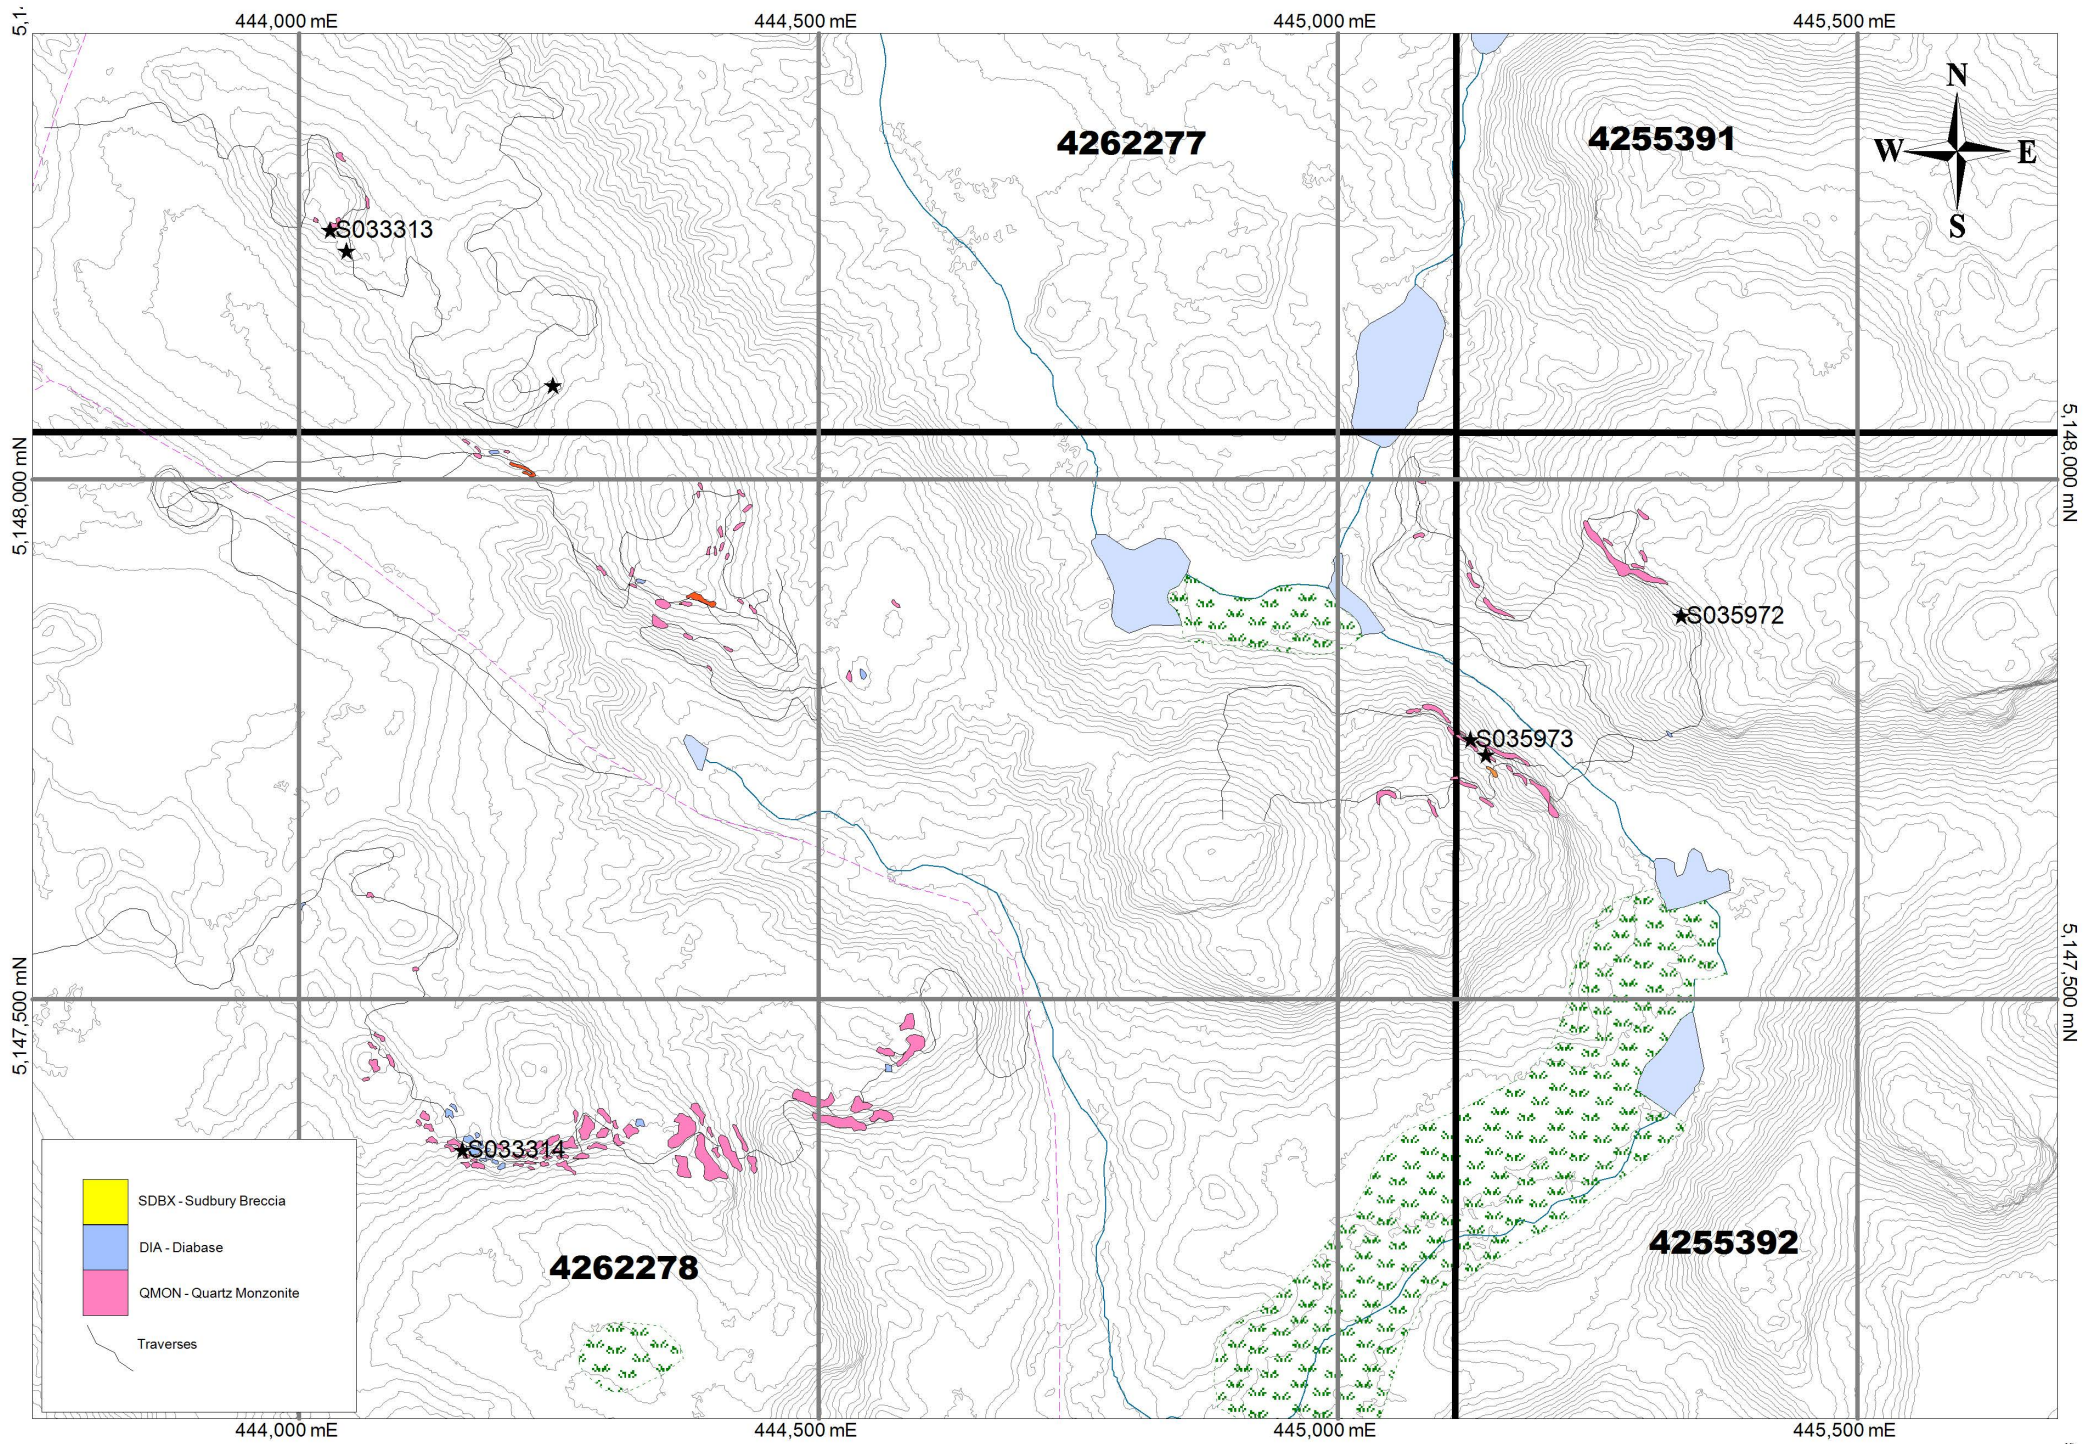 5,1
444,000 mE
444,500 mE
445,000 mE
445,500 mE
N
W
E
S
4262277
4255391
S033313
5,148,000 mN
5,148,000 mN
S035972
S035973
5,147,500 mN
5,147,500 mN
S033314
SDBX - Sudbury Breccia
DIA - Diabase
QMON - Quartz Monzonite
Traverses
4262278
4255392
444,000 mE
444,500 mE
445,000 mE
445,500 mE